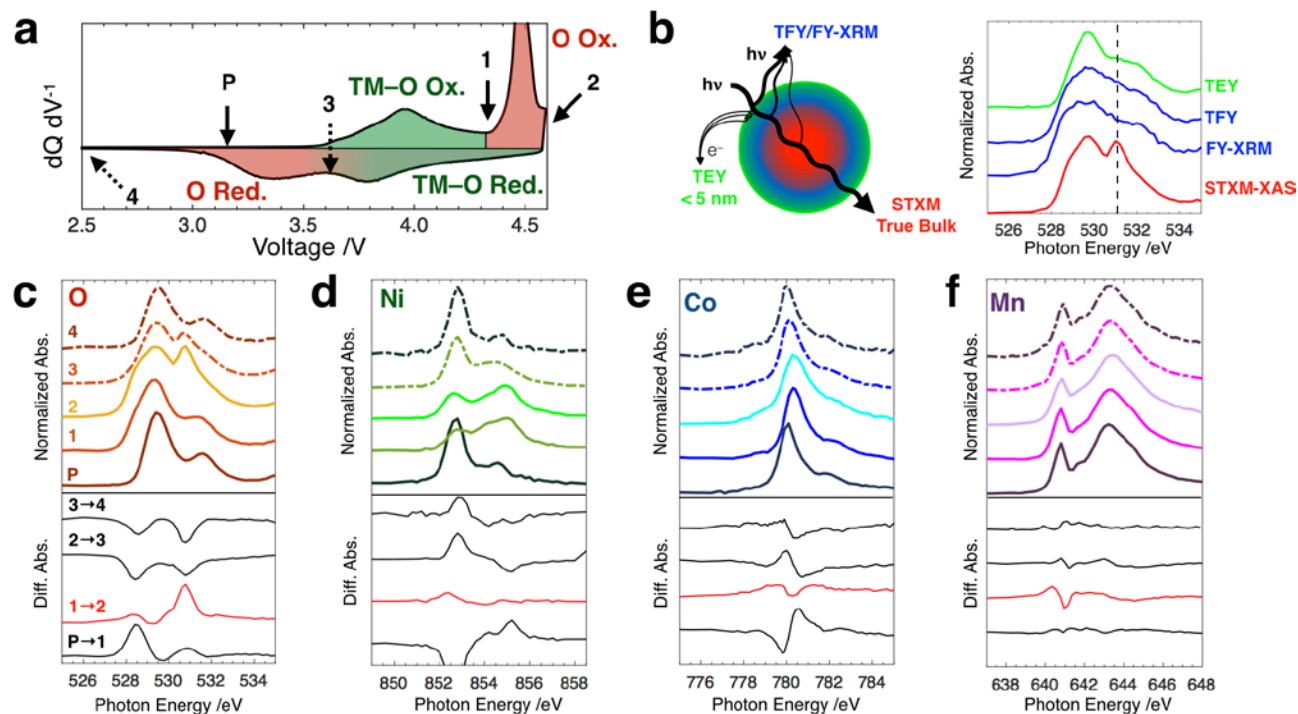 a
dQ dV⁻¹
P
3
TM–O Ox.
1
O Ox.
2
4
O Red.
TM–O Red.
2.5 3.0 3.5 4.0 4.5
Voltage /V
b
TFY/FY-XRM
hν
hν
e⁻
TEY
< 5 nm
STXM
True Bulk
Normalized Abs.
TEY
TFY
FY-XRM
STXM-XAS
526 528 530 532 534
Photon Energy /eV
c
O
Normalized Abs.
4
3
2
1
P
Diff. Abs.
3→4
2→3
1→2
P→1
526 528 530 532 534
Photon Energy /eV
d
Ni
Normalized Abs.
Diff. Abs.
850 852 854 856 858
Photon Energy /eV
e
Co
Normalized Abs.
Diff. Abs.
776 778 780 782 784
Photon Energy /eV
f
Mn
Normalized Abs.
Diff. Abs.
638 640 642 644 646 648
Photon Energy /eV